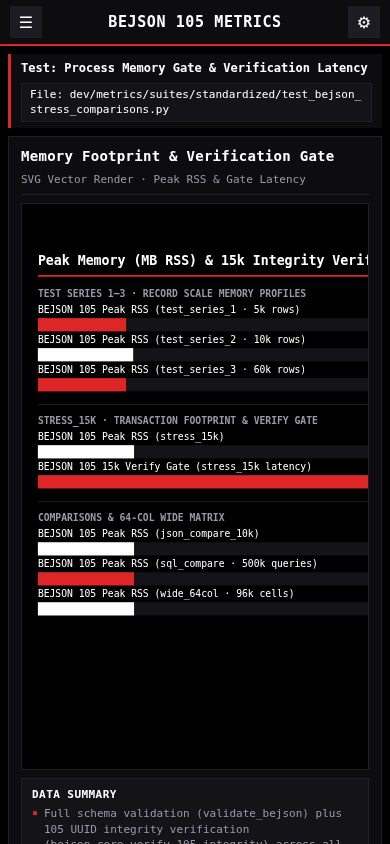 ☰ BEJSON 105 METRICS ⚙
Test: Process Memory Gate & Verification Latency
File: dev/metrics/suites/standardized/test_bejson_
stress_comparisons.py
Memory Footprint & Verification Gate
SVG Vector Render · Peak RSS & Gate Latency
Peak Memory (MB RSS) & 15k Integrity Verif
TEST SERIES 1–3 · RECORD SCALE MEMORY PROFILES
BEJSON 105 Peak RSS (test_series_1 · 5k rows)
BEJSON 105 Peak RSS (test_series_2 · 10k rows)
BEJSON 105 Peak RSS (test_series_3 · 60k rows)
STRESS_15K · TRANSACTION FOOTPRINT & VERIFY GATE
BEJSON 105 Peak RSS (stress_15k)
BEJSON 105 15k Verify Gate (stress_15k latency)
COMPARISONS & 64-COL WIDE MATRIX
BEJSON 105 Peak RSS (json_compare_10k)
BEJSON 105 Peak RSS (sql_compare · 500k queries)
BEJSON 105 Peak RSS (wide_64col · 96k cells)
DATA SUMMARY
▪ Full schema validation (validate_bejson) plus
105 UUID integrity verification
(bejson_core_verify_105_integrity) across all